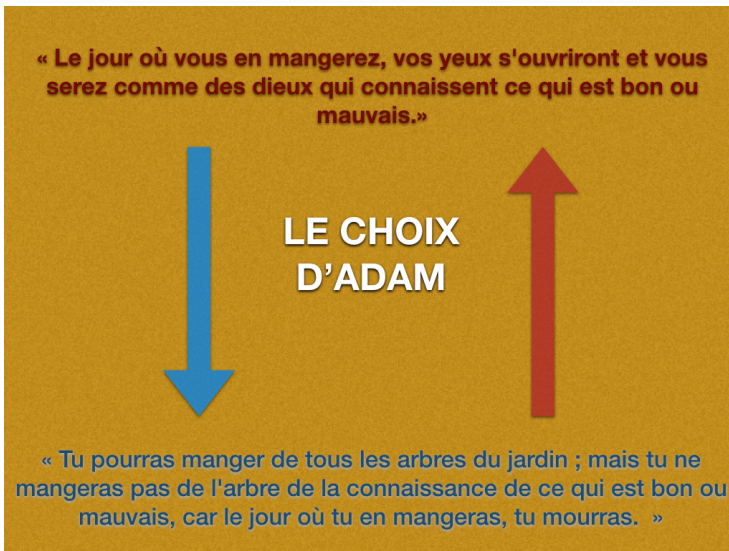 « Le jour où vous en mangerez, vos yeux s'ouvriront et vous
serez comme des dieux qui connaissent ce qui est bon ou
mauvais.»
LE CHOIX
D’ADAM
« Tu pourras manger de tous les arbres du jardin ; mais tu ne
mangeras pas de l'arbre de la connaissance de ce qui est bon ou
mauvais, car le jour où tu en mangeras, tu mourras.  »